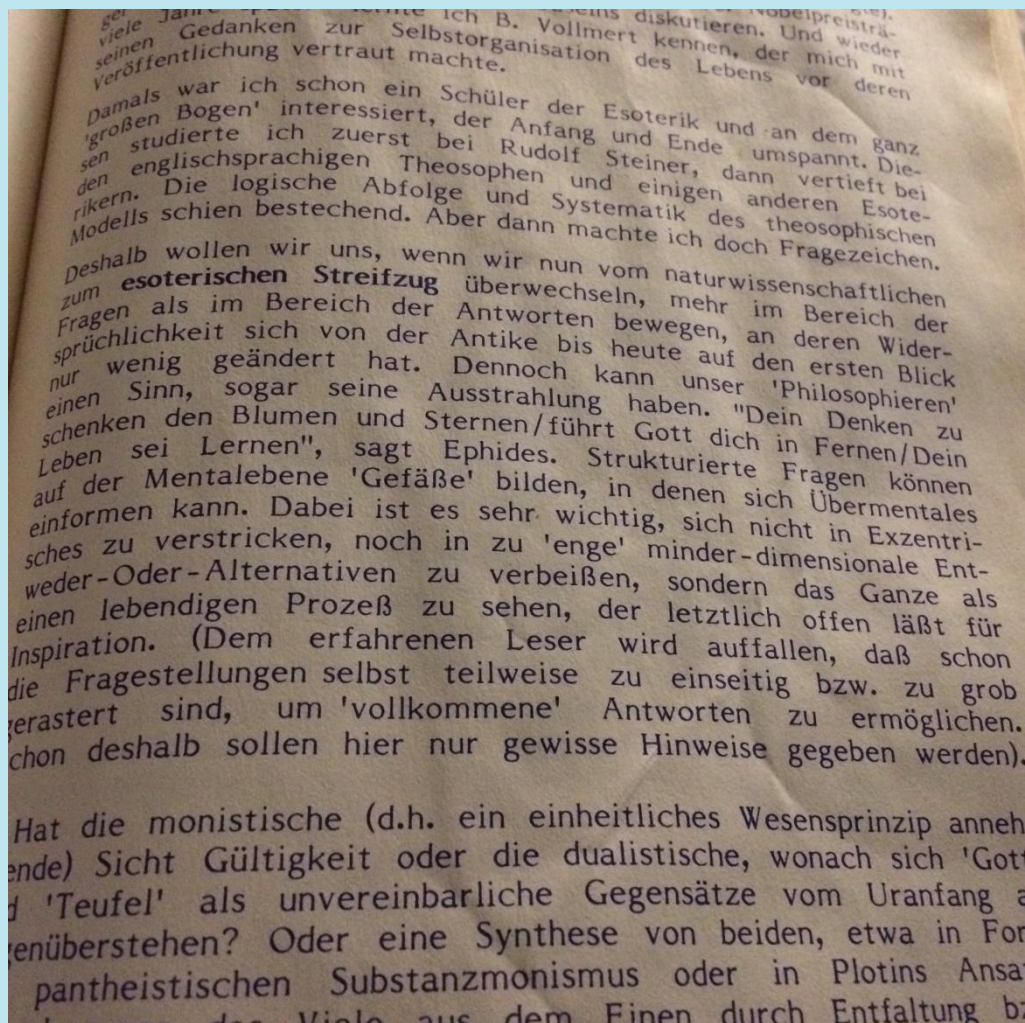 viele Jahre ich B. Vollmert kennen, der mich mit
seinen Gedanken zur Selbstorganisation des Lebens vor deren
Veröffentlichung vertraut machte.
Damals war ich schon ein Schüler der Esoterik und an dem ganz
'großen Bogen' interessiert, der Anfang und Ende umspannt. Die-
sen studierte ich zuerst bei Rudolf Steiner, dann vertieft bei
den englischsprachigen Theosophen und einigen anderen Esote-
rikern. Die logische Abfolge und Systematik des theosophischen
Modells schien bestechend. Aber dann machte ich doch Fragezeichen.
Deshalb wollen wir uns, wenn wir nun vom naturwissenschaftlichen
zum esoterischen Streifzug überwechseln, mehr im Bereich der
Fragen als im Bereich der Antworten bewegen, an deren Wider-
sprüchlichkeit sich von der Antike bis heute auf den ersten Blick
nur wenig geändert hat. Dennoch kann unser 'Philosophieren'
einen Sinn, sogar seine Ausstrahlung haben. "Dein Denken zu
schenken den Blumen und Sternen/führt Gott dich in Fernen/Dein
Leben sei Lernen", sagt Ephides. Strukturierte Fragen können
auf der Mentalebene 'Gefäße' bilden, in denen sich Übermentales
einformen kann. Dabei ist es sehr wichtig, sich nicht in Exzentri-
sches zu verstricken, noch in zu 'enge' minder-dimensionale Ent-
weder-Oder-Alternativen zu verbeißen, sondern das Ganze als
einen lebendigen Prozeß zu sehen, der letztlich offen läßt für
Inspiration. (Dem erfahrenen Leser wird auffallen, daß schon
die Fragestellungen selbst teilweise zu einseitig bzw. zu grob
gerastert sind, um 'vollkommene' Antworten zu ermöglichen.
chon deshalb sollen hier nur gewisse Hinweise gegeben werden).
Hat die monistische (d.h. ein einheitliches Wesensprinzip anneh
ende) Sicht Gültigkeit oder die dualistische, wonach sich 'Gott
d 'Teufel' als unvereinbarliche Gegensätze vom Uranfang a
genüberstehen? Oder eine Synthese von beiden, etwa in For
pantheistischen Substanzmonismus oder in Plotins Ansa
das Viele aus dem Einen durch Entfaltung bz